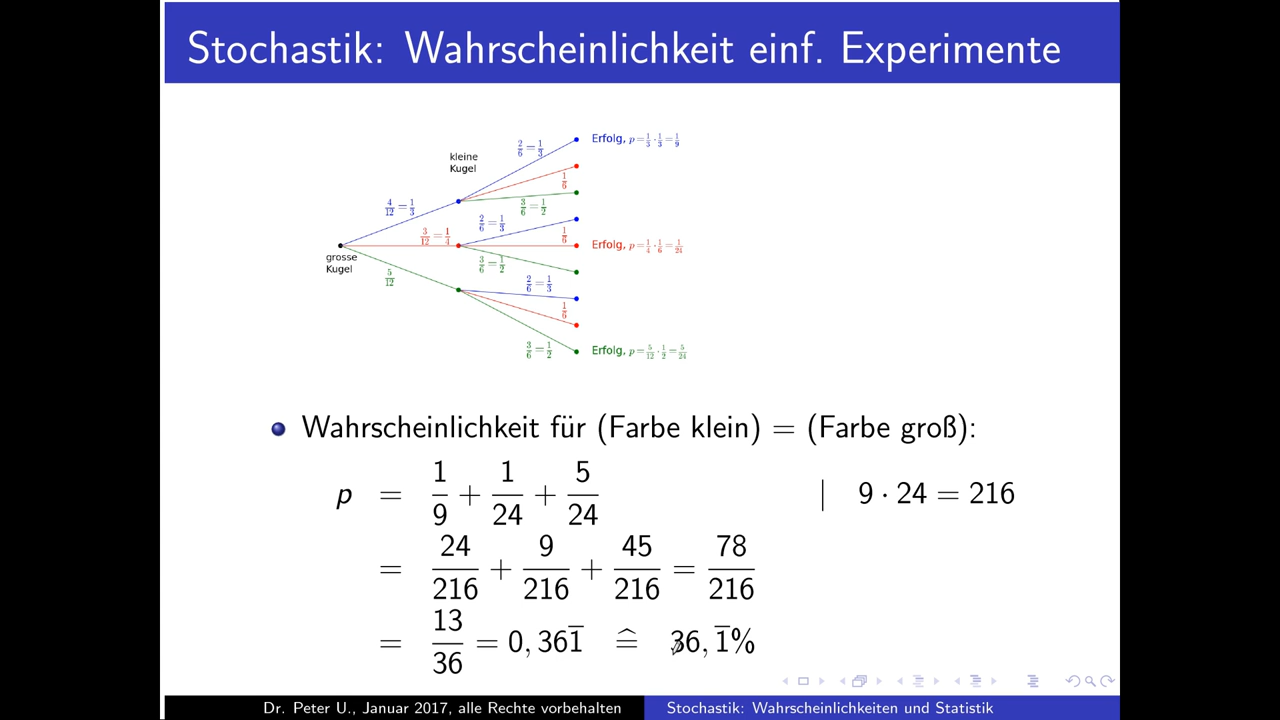 Stochastik: Wahrscheinlichkeit einf. Experimente
2/6 = 1/3
Erfolg, p = 1/3 · 1/3 = 1/9
kleine
Kugel
1/6
4/12 = 1/3
3/6 = 1/2
2/6 = 1/3
3/12 = 1/4
1/6
Erfolg, p = 1/4 · 1/6 = 1/24
grosse
Kugel
3/6 = 1/2
5/12
2/6 = 1/3
1/6
3/6 = 1/2
Erfolg, p = 5/12 · 1/2 = 5/24
Wahrscheinlichkeit für (Farbe klein) = (Farbe groß):
p = 1/9 + 1/24 + 5/24 | 9 · 24 = 216
= 24/216 + 9/216 + 45/216 = 78/216
= 13/36 = 0,361̅ ≙ 36,1̅%
Dr. Peter U., Januar 2017, alle Rechte vorbehalten
Stochastik: Wahrscheinlichkeiten und Statistik